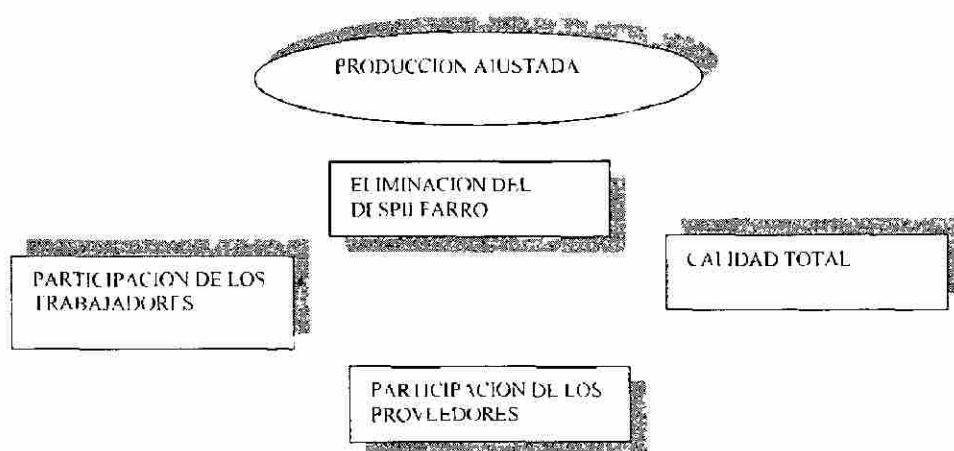 PRODUCCION AJUSTADA
ELIMINACION DEL
DESPILFARRO
PARTICIPACION DE LOS
TRABAJADORES
CALIDAD TOTAL
PARTICIPACION DE LOS
PROVEEDORES